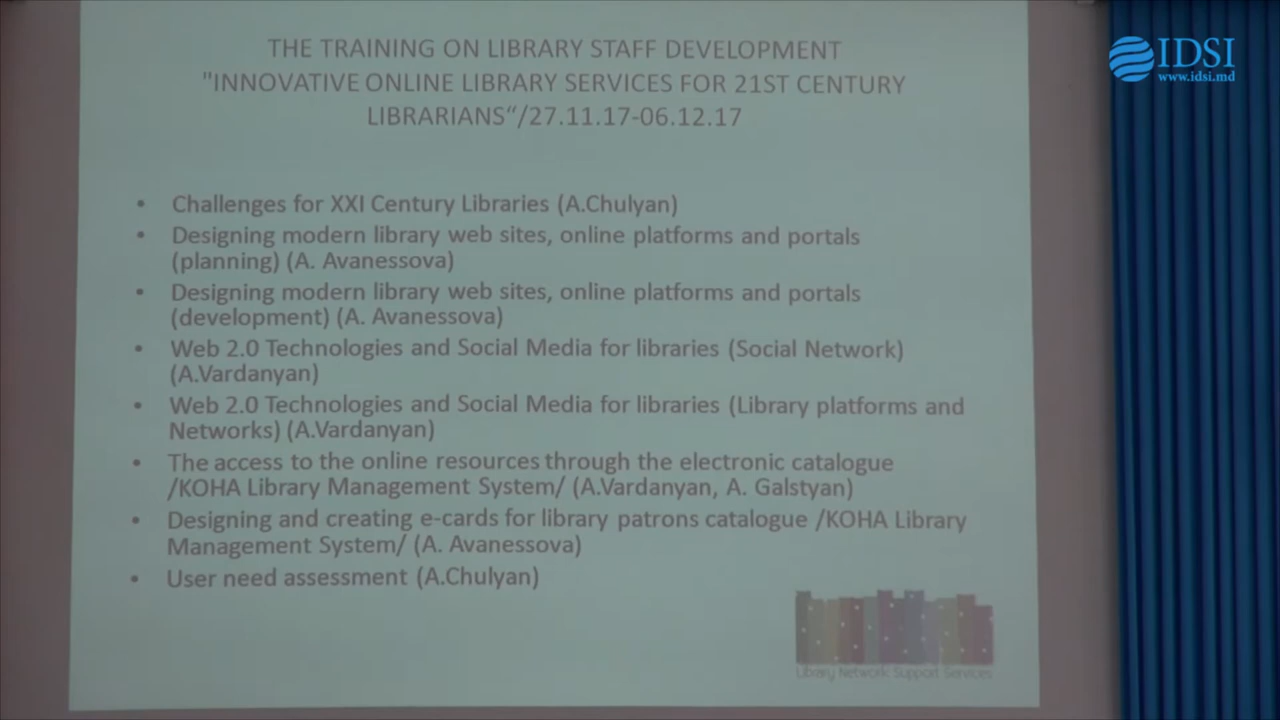 THE TRAINING ON LIBRARY STAFF DEVELOPMENT
"INNOVATIVE ONLINE LIBRARY SERVICES FOR 21ST CENTURY
LIBRARIANS“/27.11.17-06.12.17
IDSI
www.idsi.md
• Challenges for XXI Century Libraries (A.Chulyan)
• Designing modern library web sites, online platforms and portals
(planning) (A. Avanessova)
• Designing modern library web sites, online platforms and portals
(development) (A. Avanessova)
• Web 2.0 Technologies and Social Media for libraries (Social Network)
(A.Vardanyan)
• Web 2.0 Technologies and Social Media for libraries (Library platforms and
Networks) (A.Vardanyan)
• The access to the online resources through the electronic catalogue
/KOHA Library Management System/ (A.Vardanyan, A. Galstyan)
• Designing and creating e-cards for library patrons catalogue /KOHA Library
Management System/ (A. Avanessova)
• User need assessment (A.Chulyan)
Library Network Support Services